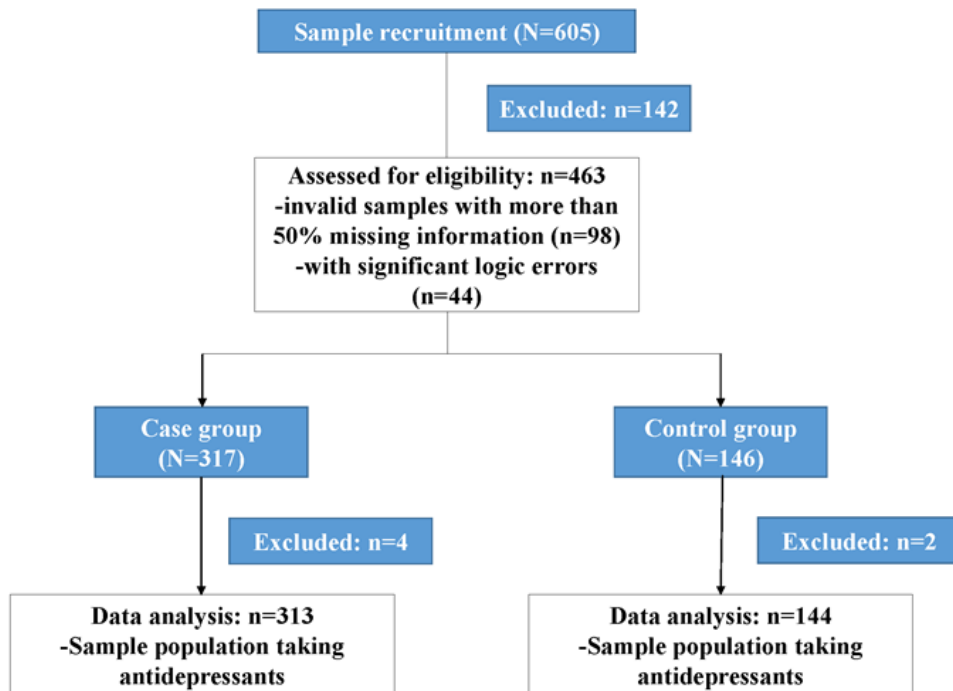 Sample recruitment (N=605)
Excluded: n=142
Assessed for eligibility: n=463
-invalid samples with more than
50% missing information (n=98)
-with significant logic errors
(n=44)
Case group
(N=317)
Control group
(N=146)
Excluded: n=4
Excluded: n=2
Data analysis: n=313
-Sample population taking
antidepressants
Data analysis: n=144
-Sample population taking
antidepressants